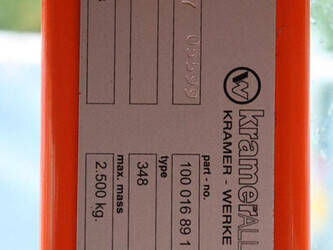 kramerALL
KRAMER - WERKE
part - no.
100 016 89 1
type
348
max. mass
2.500 kg.